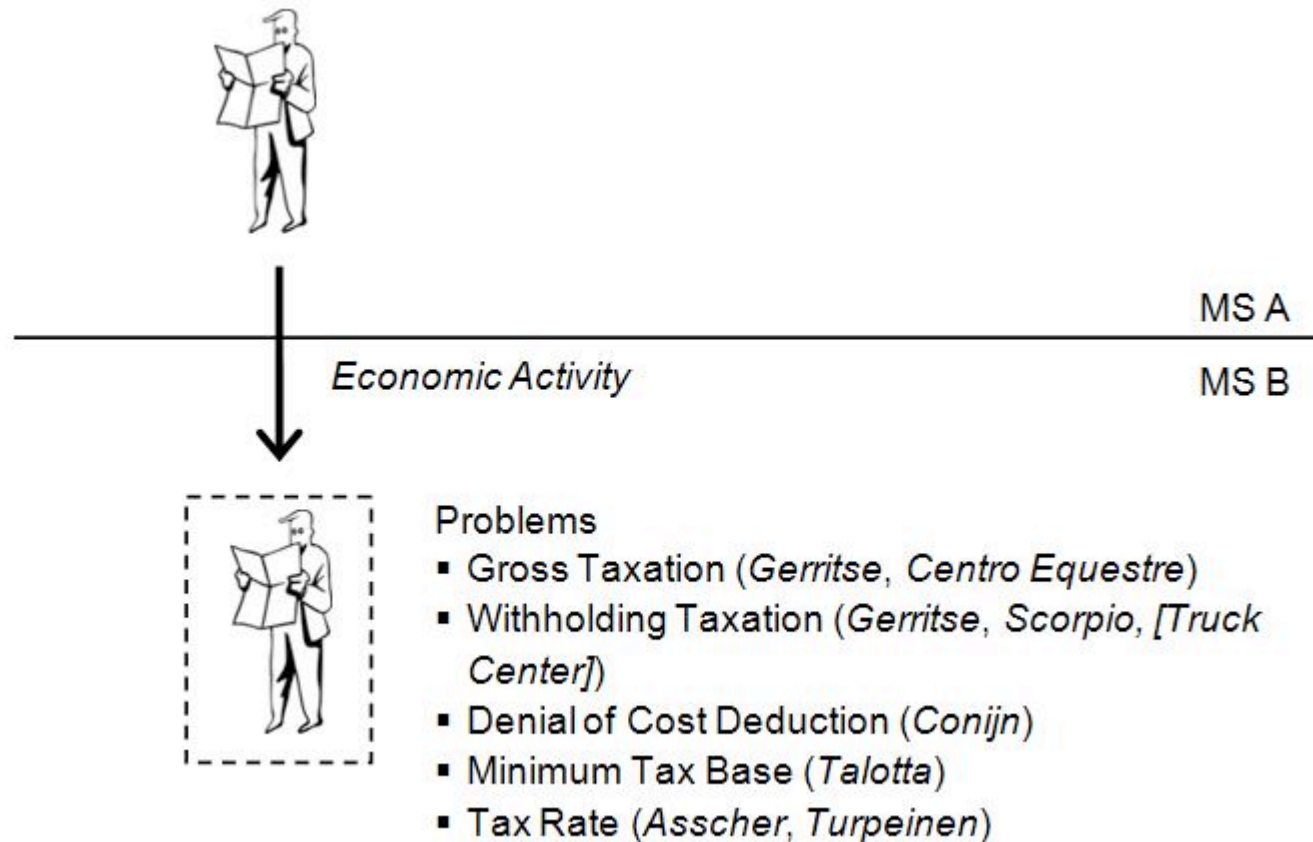 MS A
Economic Activity
MS B
Problems
▪ Gross Taxation (Gerritse, Centro Equestre)
▪ Withholding Taxation (Gerritse, Scorpio, [Truck
Center])
▪ Denial of Cost Deduction (Conijn)
▪ Minimum Tax Base (Talotta)
▪ Tax Rate (Asscher, Turpeinen)